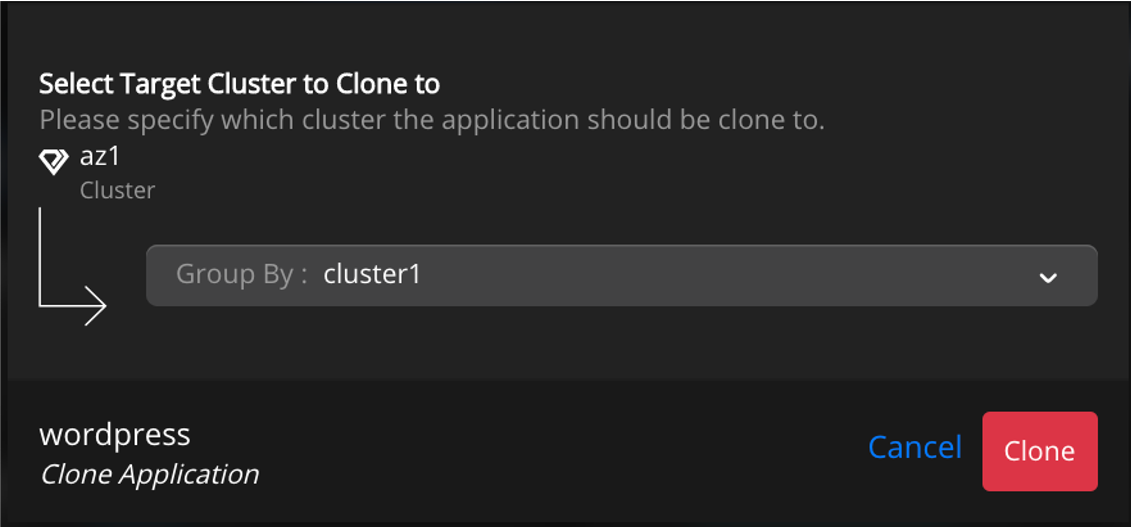 Select Target Cluster to Clone to
Please specify which cluster the application should be clone to.
az1
Cluster
Group By : cluster1
wordpress
Clone Application
Cancel
Clone